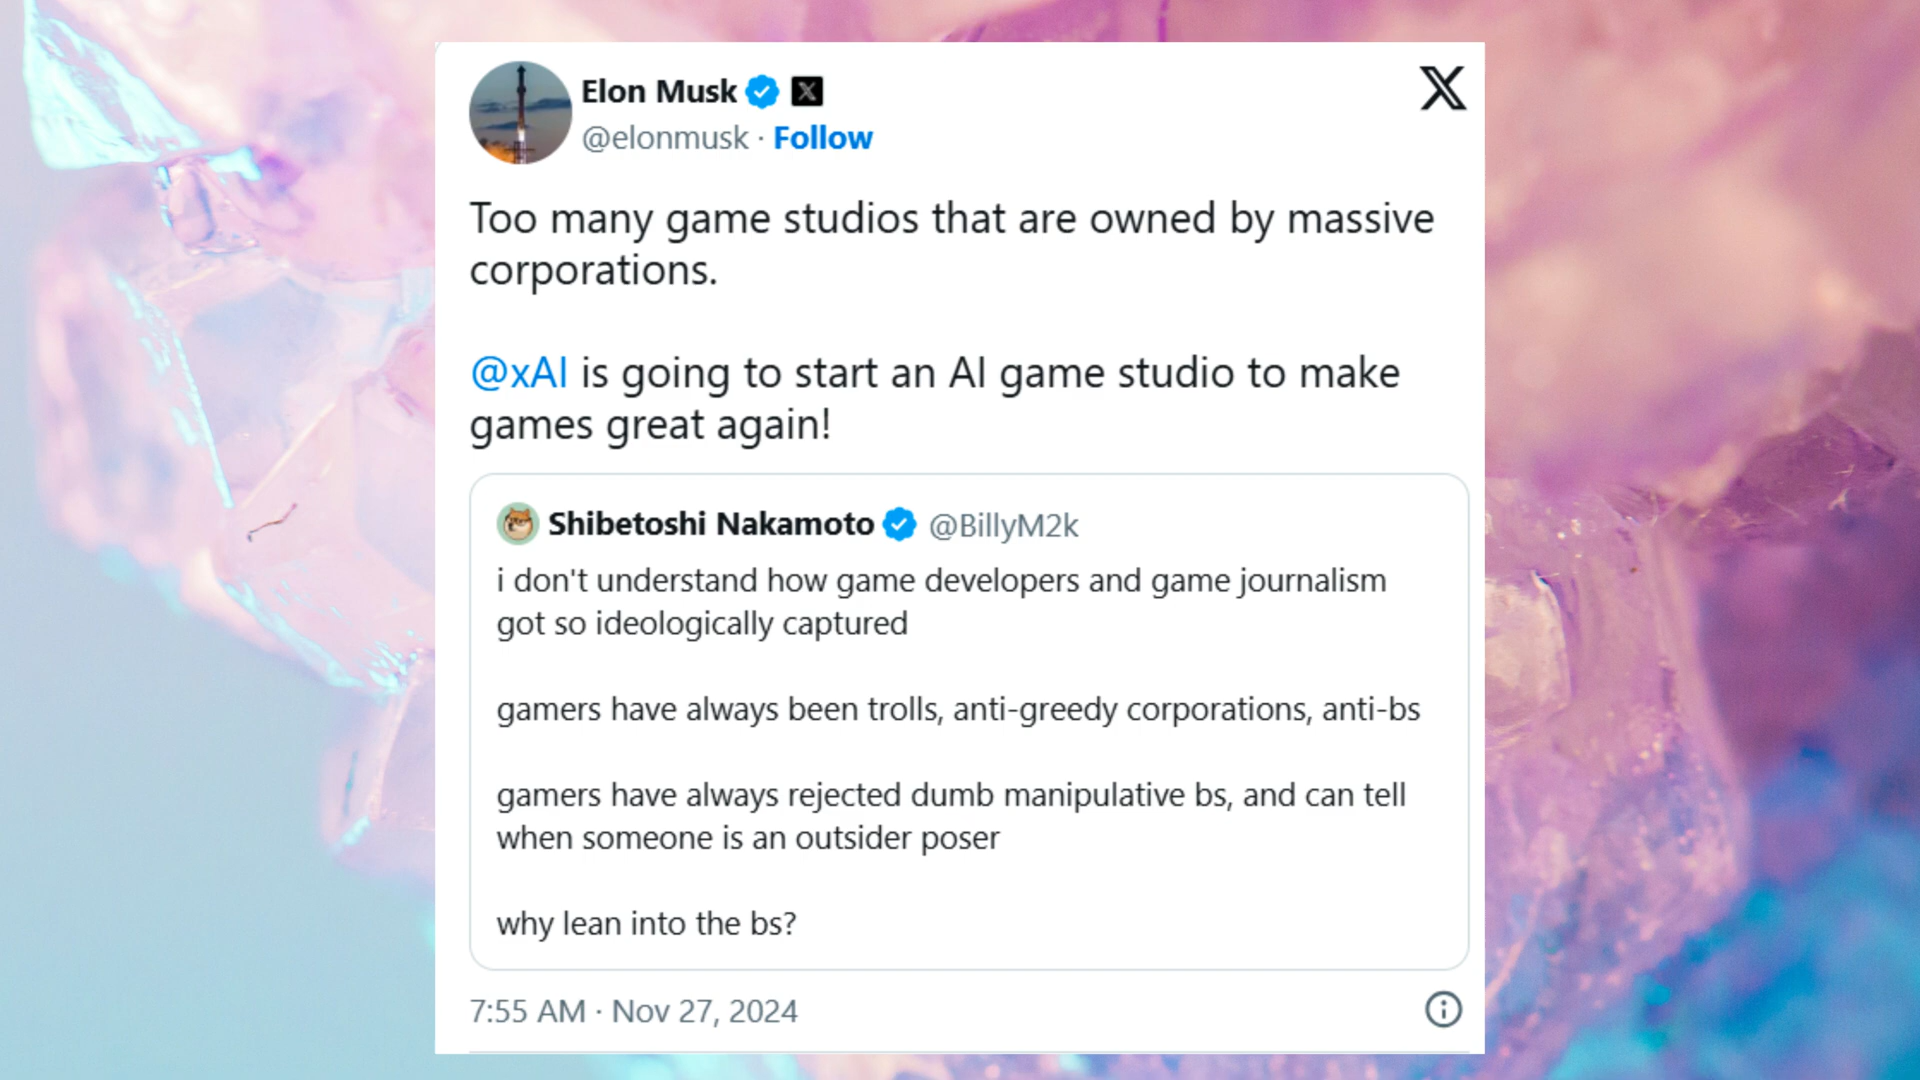 Elon Musk
@elonmusk · Follow
Too many game studios that are owned by massive
corporations.
@xAI is going to start an AI game studio to make
games great again!
Shibetoshi Nakamoto @BillyM2k
i don't understand how game developers and game journalism
got so ideologically captured
gamers have always been trolls, anti-greedy corporations, anti-bs
gamers have always rejected dumb manipulative bs, and can tell
when someone is an outsider poser
why lean into the bs?
7:55 AM · Nov 27, 2024